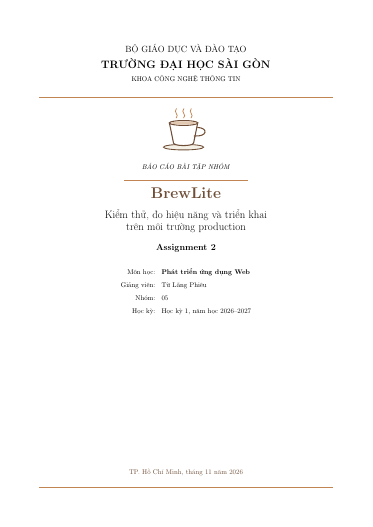 BỘ GIÁO DỤC VÀ ĐÀO TẠO
TRƯỜNG ĐẠI HỌC SÀI GÒN
KHOA CÔNG NGHỆ THÔNG TIN
BÁO CÁO BÀI TẬP NHÓM
BrewLite
Kiểm thử, đo hiệu năng và triển khai
trên môi trường production
Assignment 2
Môn học: Phát triển ứng dụng Web
Giảng viên: Từ Lãng Phiêu
Nhóm: 05
Học kỳ: Học kỳ 1, năm học 2026–2027
TP. Hồ Chí Minh, tháng 11 năm 2026